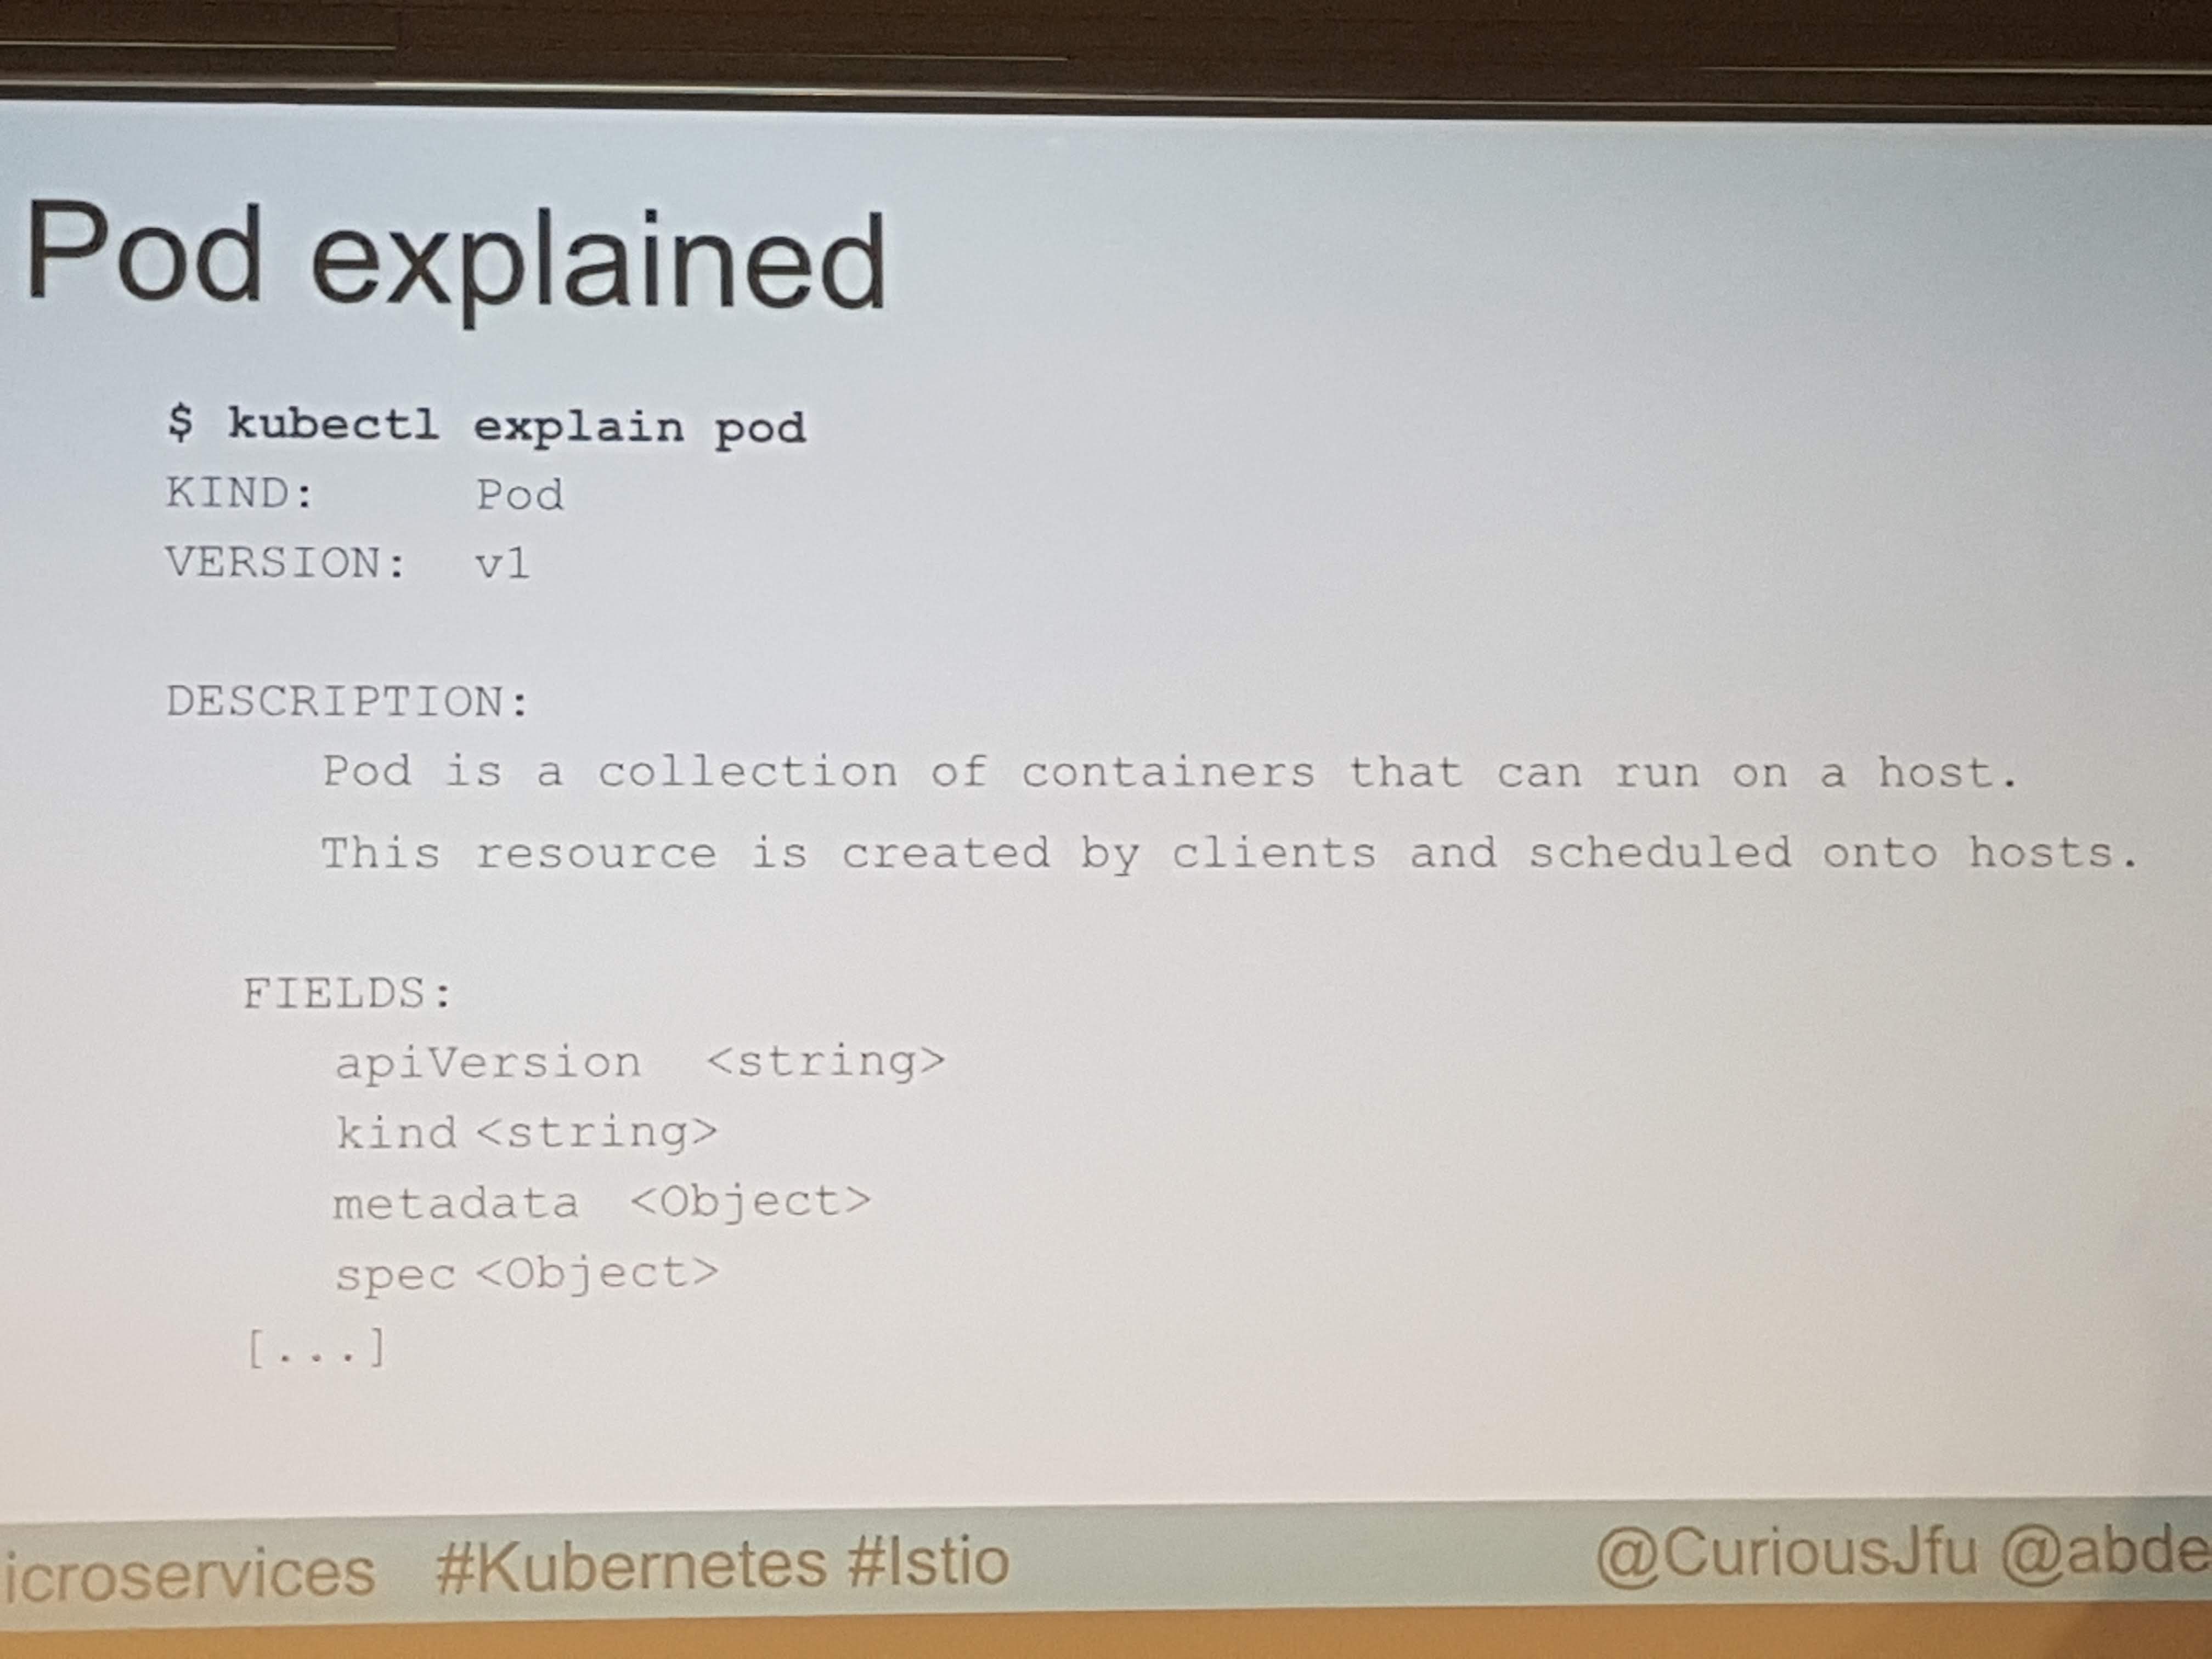 Pod explained
$ kubectl explain pod
KIND: Pod
VERSION: v1
DESCRIPTION:
Pod is a collection of containers that can run on a host.
This resource is created by clients and scheduled onto hosts.
FIELDS:
apiVersion <string>
kind <string>
metadata <Object>
spec <Object>
[...]
icroservices #Kubernetes #Istio @CuriousJfu @abde